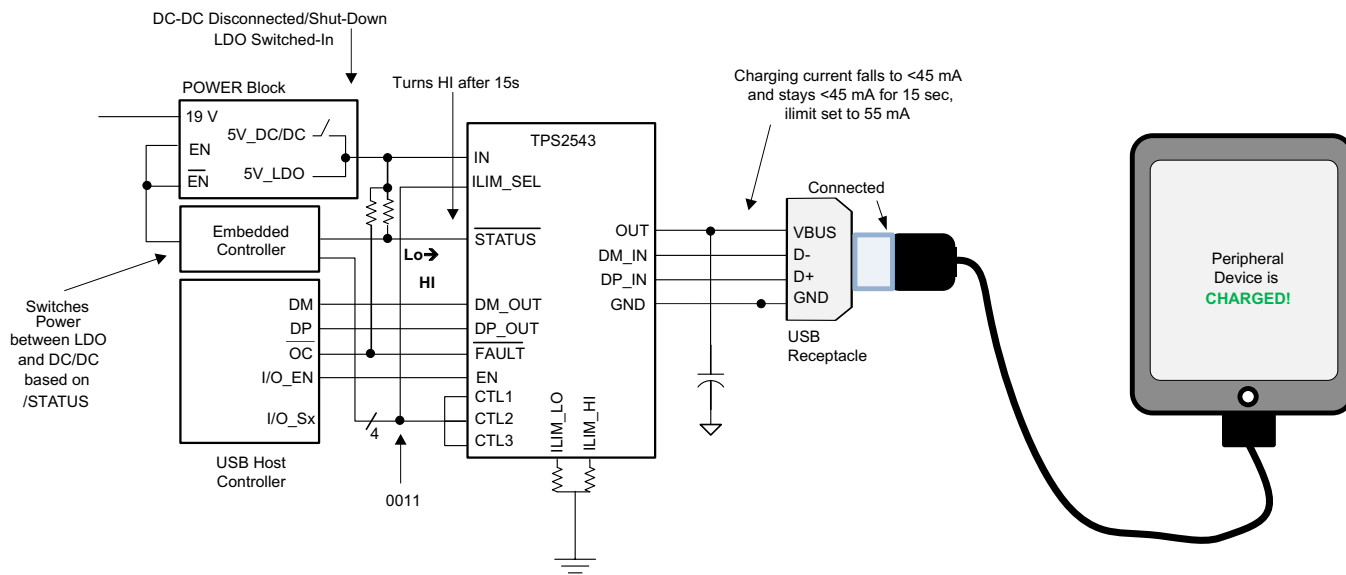 DC-DC Disconnected/Shut-Down
LDO Switched-In
POWER Block
19 V
5V_DC/DC
EN
5V_LDO
EN
Turns HI after 15s
Embedded
Controller
Switches
Power
between LDO
and DC/DC
based on
/STATUS
DM
DP
OC
I/O_EN
I/O_Sx
USB Host
Controller
4
0011
Lo→
HI
TPS2543
IN
ILIM_SEL
STATUS
DM_OUT
DP_OUT
FAULT
EN
CTL1
CTL2
CTL3
ILIM_LO
ILIM_HI
OUT
DM_IN
DP_IN
GND
Charging current falls to <45 mA
and stays <45 mA for 15 sec,
ilimit set to 55 mA
Connected
VBUS
D-
D+
GND
USB
Receptacle
Peripheral
Device is
CHARGED!